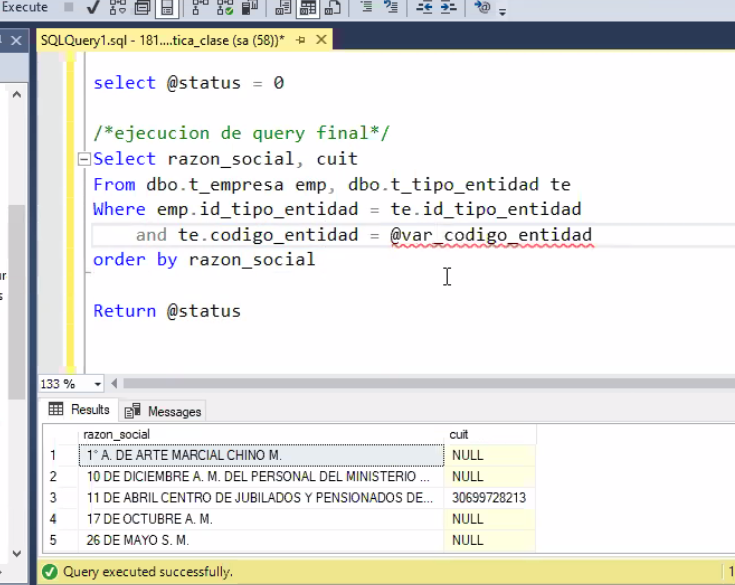 Execute
SQLQuery1.sql - 181....tica_clase (sa (58))*
select @status = 0
/*ejecucion de query final*/
Select razon_social, cuit
From dbo.t_empresa emp, dbo.t_tipo_entidad te
Where emp.id_tipo_entidad = te.id_tipo_entidad
and te.codigo_entidad = @var_codigo_entidad
order by razon_social
Return @status
133 %
Results Messages
razon_social cuit
1 1° A. DE ARTE MARCIAL CHINO M. NULL
2 10 DE DICIEMBRE A. M. DEL PERSONAL DEL MINISTERIO ... NULL
3 11 DE ABRIL CENTRO DE JUBILADOS Y PENSIONADOS DE... 30699728213
4 17 DE OCTUBRE A. M. NULL
5 26 DE MAYO S. M. NULL
Query executed successfully.